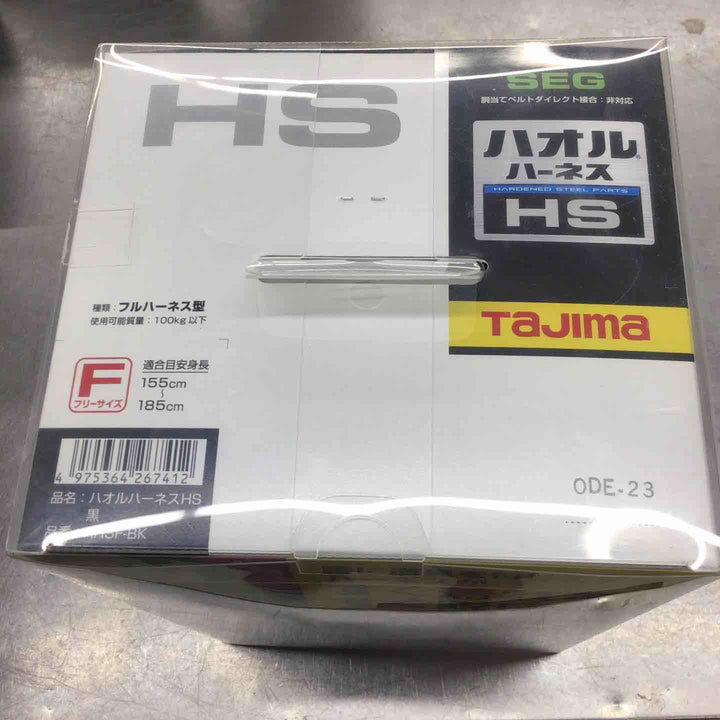 HS
SEG
胴当てベルトダイレクト接合：非対応
ハオル
ハーネス
HARDENED STEEL PARTS
HS
TaJima
種類：フルハーネス型
使用可能質量：100kg 以下
F
フリーサイズ
適合目安身長
155cm
～
185cm
4 975364 267412
品名：ハオルハーネスHS
黒
ODE-23